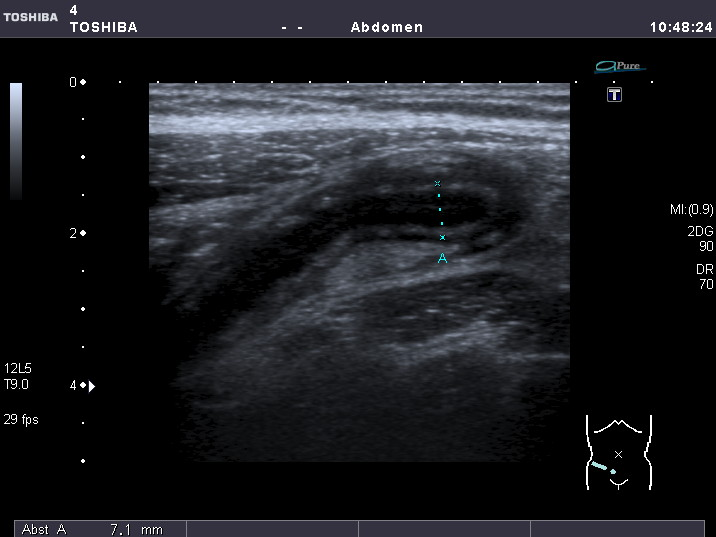 TOSHIBA
4
TOSHIBA - - Abdomen 10:48:24
Pure
T
0
2
4
A
MI:(0.9)
2DG
90
DR
70
12L5
T9.0
29 fps
Abst A 7.1 mm